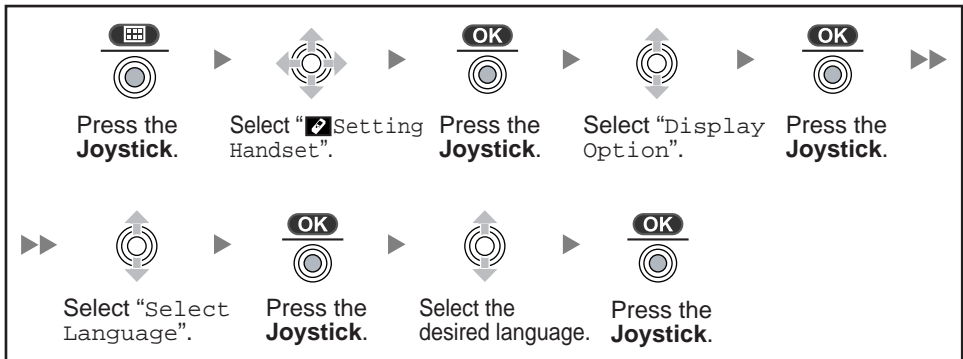 OK
OK
Press the
Joystick.
Select “Setting
Handset”.
Press the
Joystick.
Select “Display
Option”.
Press the
Joystick.
OK
OK
Select “Select
Language”.
Press the
Joystick.
Select the
desired language.
Press the
Joystick.